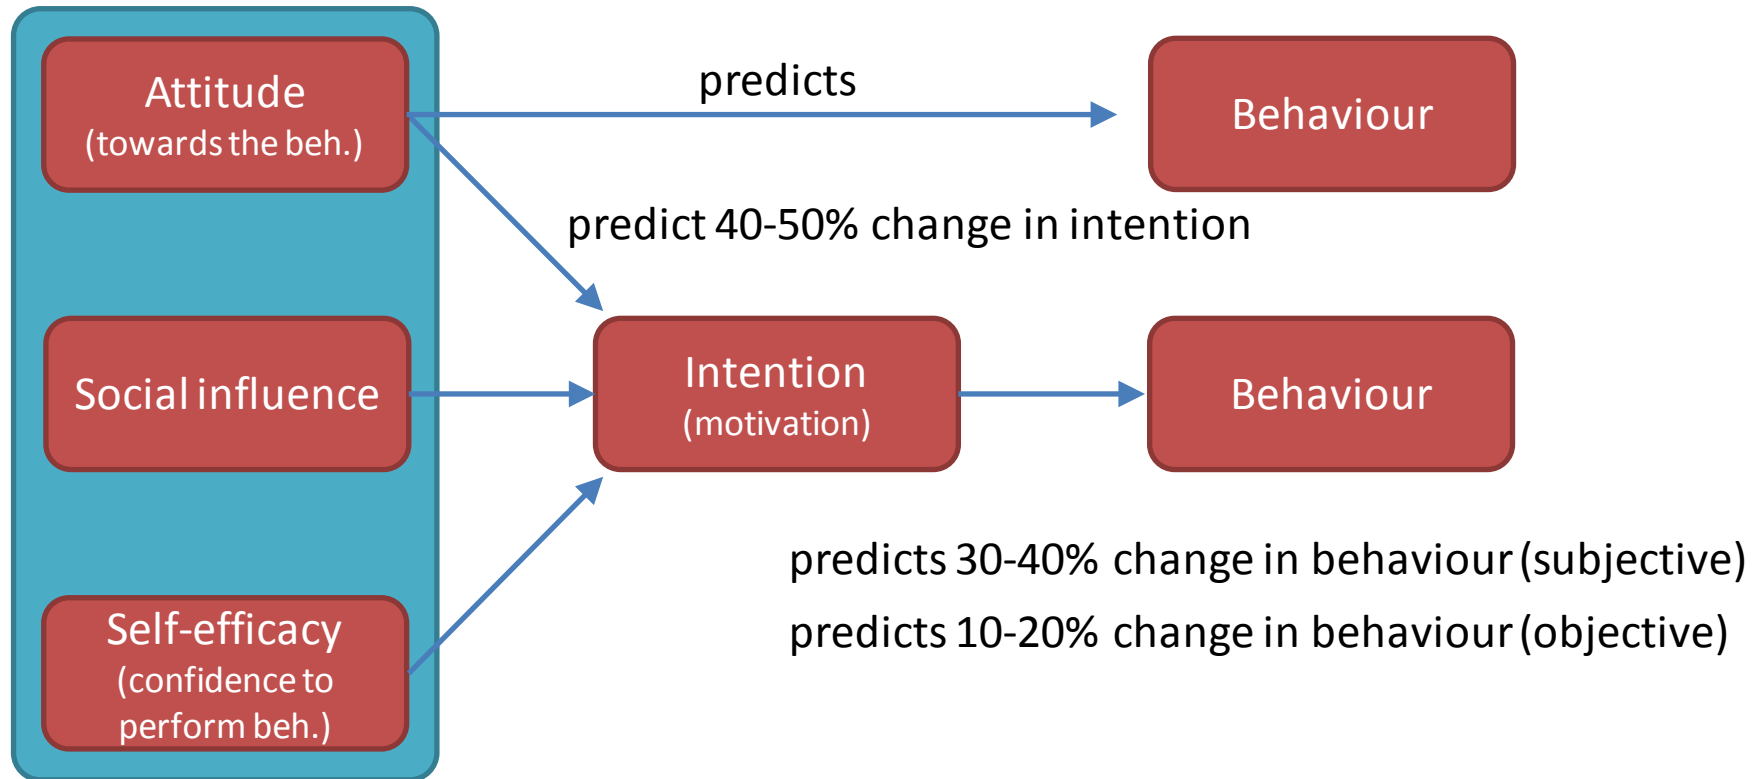 Attitude
(towards the beh.)
predicts
Behaviour
predict 40-50% change in intention
Social influence
Intention
(motivation)
Behaviour
predicts 30-40% change in behaviour (subjective)
predicts 10-20% change in behaviour (objective)
Self-efficacy
(confidence to
perform beh.)